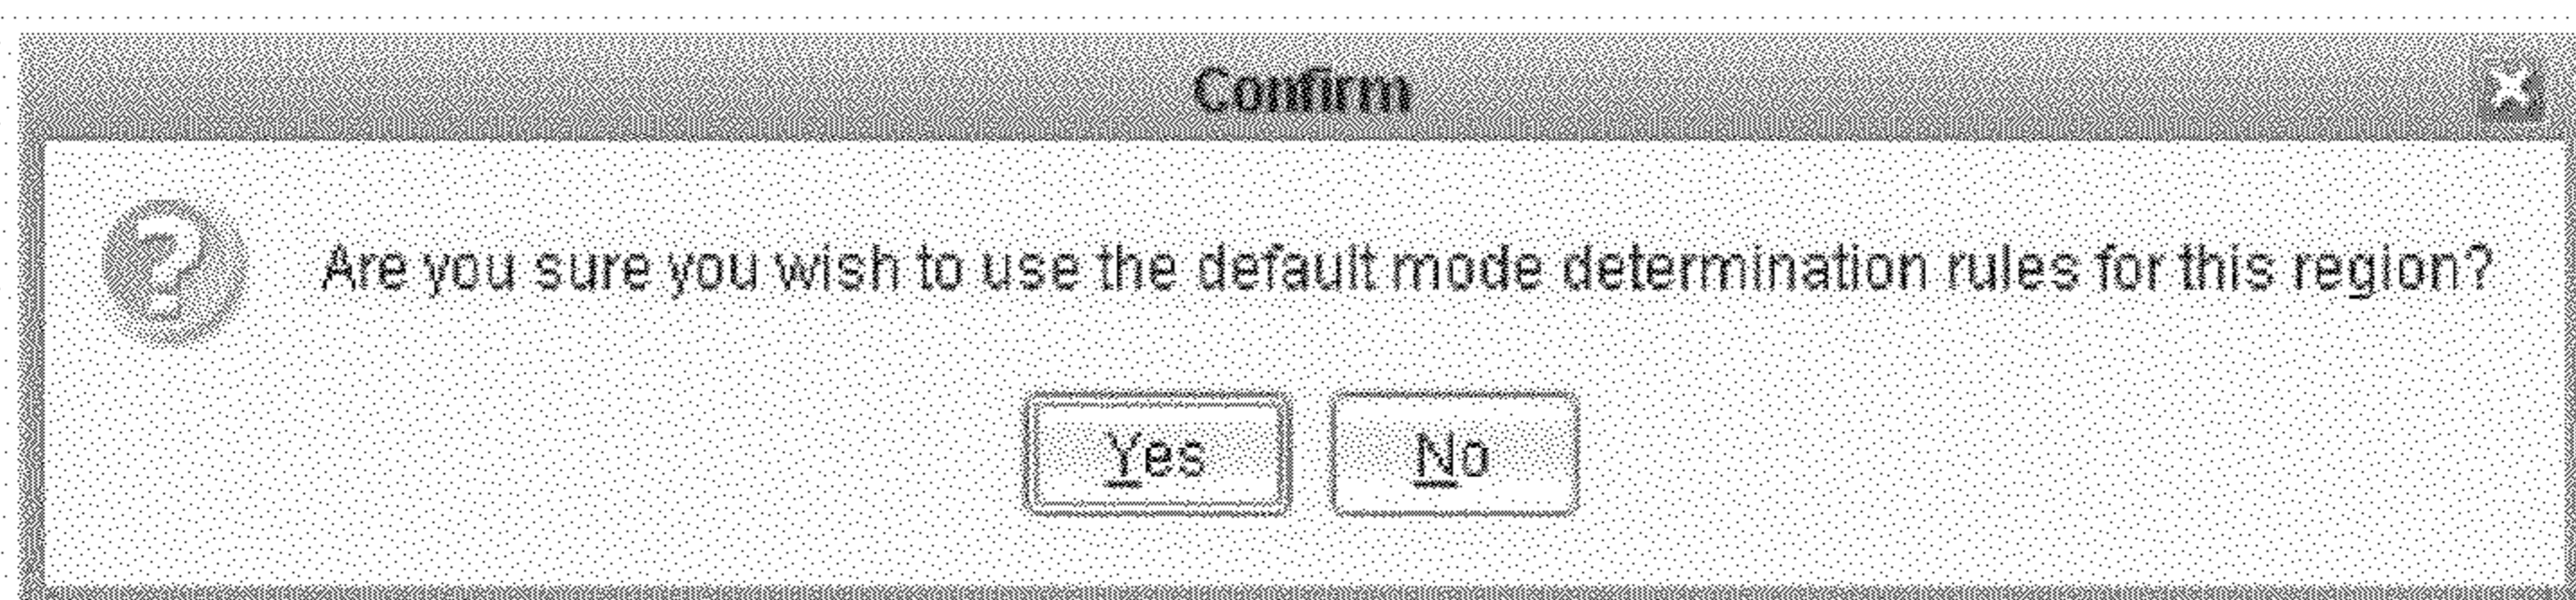 Confirm
Are you sure you wish to use the default mode determination rules for this region?
Yes No